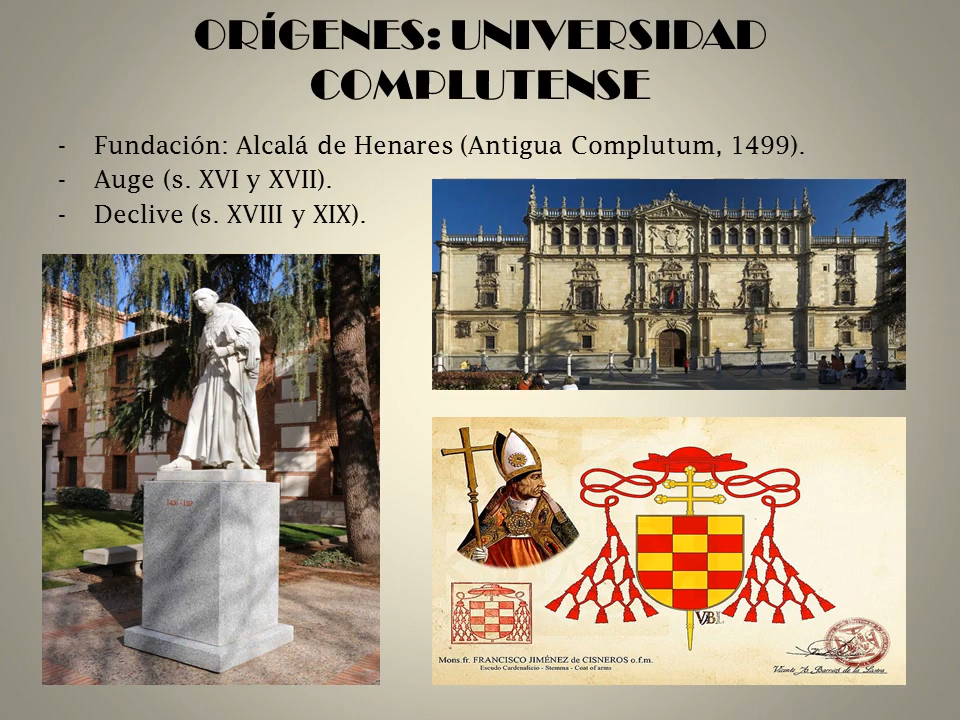 ORÍGENES: UNIVERSIDAD
COMPLUTENSE
- Fundación: Alcalá de Henares (Antigua Complutum, 1499).
- Auge (s. XVI y XVII).
- Declive (s. XVIII y XIX).
Mons.fr. FRANCISCO JIMÉNEZ de CISNEROS o.f.m.
Escudo Cardenalicio - Stemma - Coat of arms